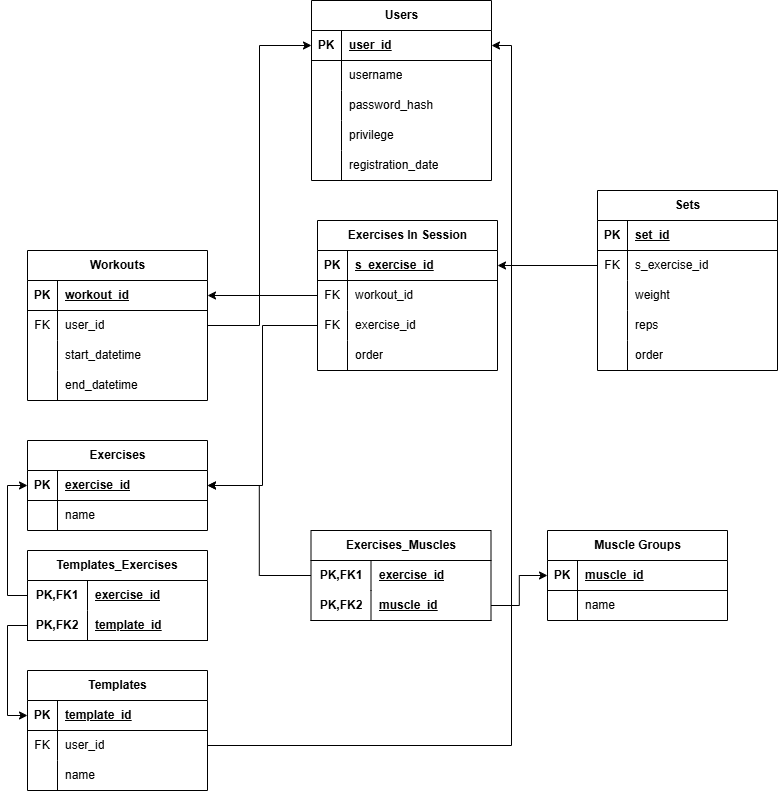 Users
PK user_id
username
password_hash
privilege
registration_date
Sets
PK set_id
FK s_exercise_id
weight
reps
order
Exercises In Session
PK s_exercise_id
FK workout_id
FK exercise_id
order
Workouts
PK workout_id
FK user_id
start_datetime
end_datetime
Exercises
PK exercise_id
name
Templates_Exercises
PK,FK1 exercise_id
PK,FK2 template_id
Exercises_Muscles
PK,FK1 exercise_id
PK,FK2 muscle_id
Muscle Groups
PK muscle_id
name
Templates
PK template_id
FK user_id
name